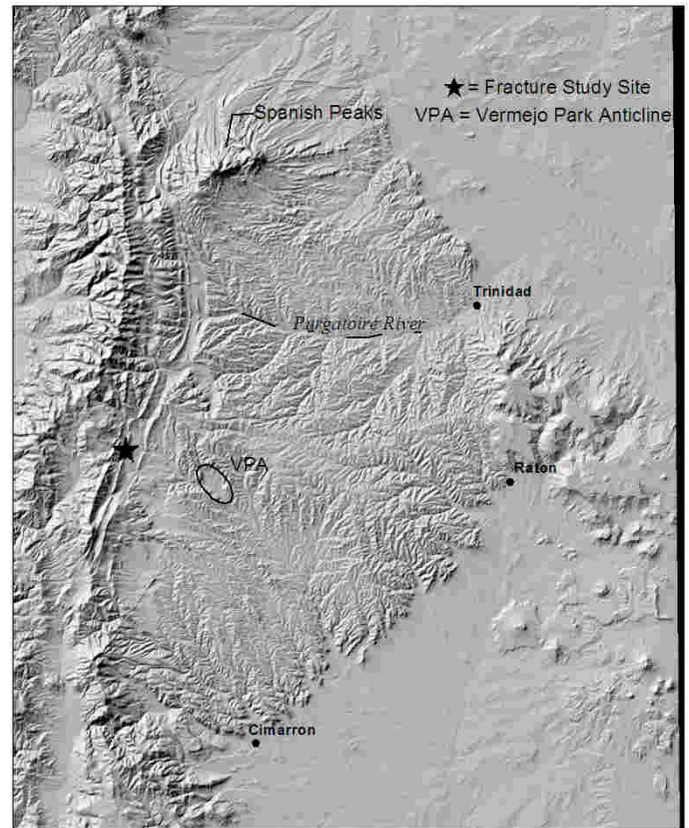 ★ = Fracture Study Site
VPA = Vermejo Park Anticline
Spanish Peaks
Trinidad
Purgatoire River
VPA
Raton
Cimarron